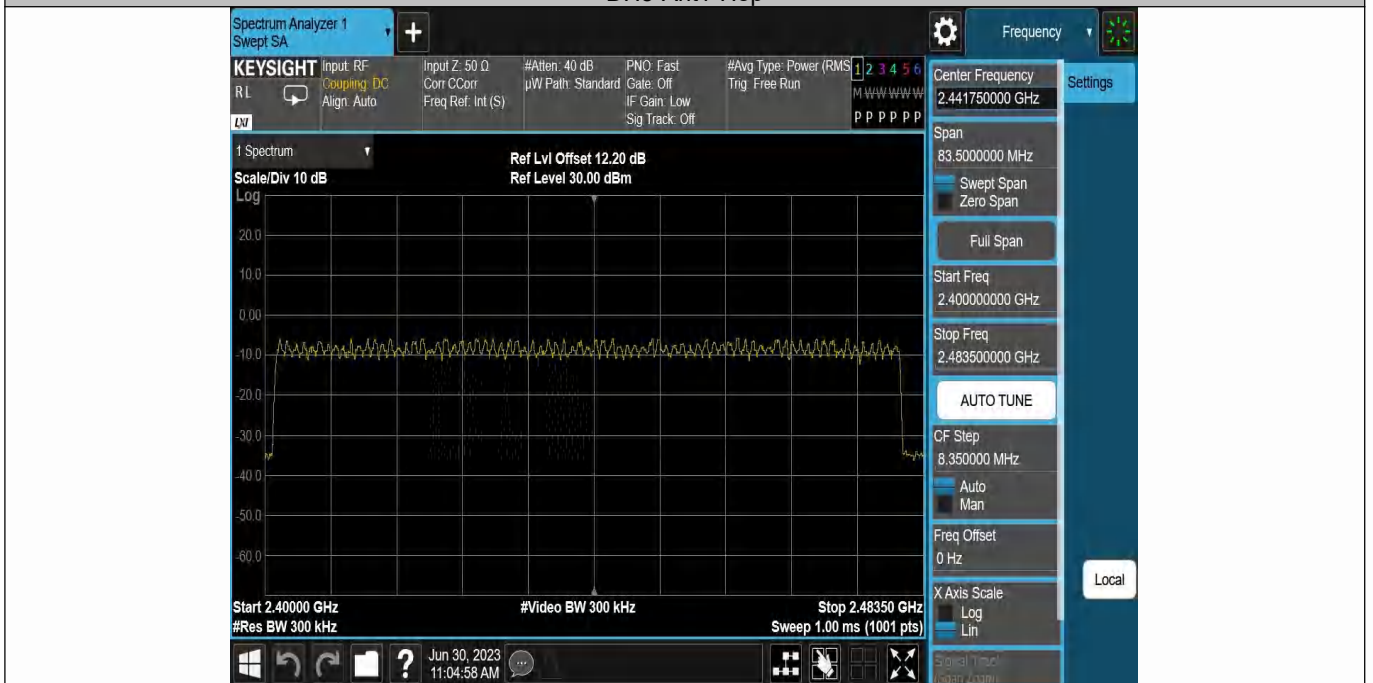 Spectrum Analyzer 1
Swept SA
Frequency
KEYSIGHT
RL
LXI
Input: RF
Coupling: DC
Align: Auto
Input Z: 50 Ω
Corr CCorr
Freq Ref: Int (S)
#Atten: 40 dB
µW Path: Standard
PNO: Fast
Gate: Off
IF Gain: Low
Sig Track: Off
#Avg Type: Power (RMS
Trig: Free Run
1 2 3 4 5 6
M W W W W W
P P P P P P
1 Spectrum
Scale/Div 10 dB
Ref Lvl Offset 12.20 dB
Ref Level 30.00 dBm
Log
20.0
10.0
0.00
-10.0
-20.0
-30.0
-40.0
-50.0
-60.0
Start 2.40000 GHz
#Res BW 300 kHz
#Video BW 300 kHz
Stop 2.48350 GHz
Sweep 1.00 ms (1001 pts)
?
Jun 30, 2023
11:04:58 AM
Center Frequency
2.441750000 GHz
Settings
Span
83.5000000 MHz
Swept Span
Zero Span
Full Span
Start Freq
2.400000000 GHz
Stop Freq
2.483500000 GHz
AUTO TUNE
CF Step
8.350000 MHz
Auto
Man
Freq Offset
0 Hz
X Axis Scale
Log
Lin
Local
Signal Track
(Span Zoom)